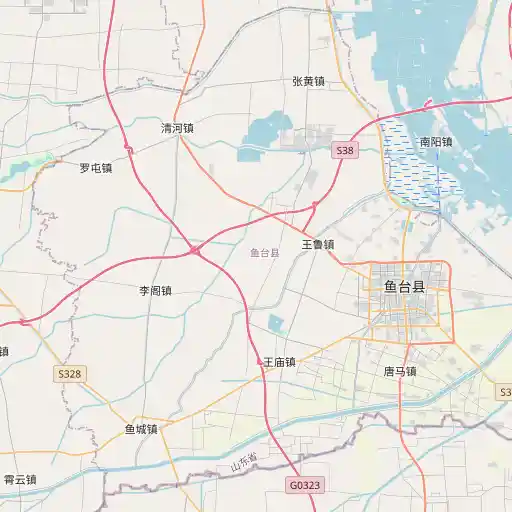 张黄镇
清河镇
南阳镇
S38
罗屯镇
王鲁镇
鱼台县
鱼台县
李阁镇
镇
王庙镇
S328
唐马镇
S3
鱼城镇
山东省
霄云镇
G0323